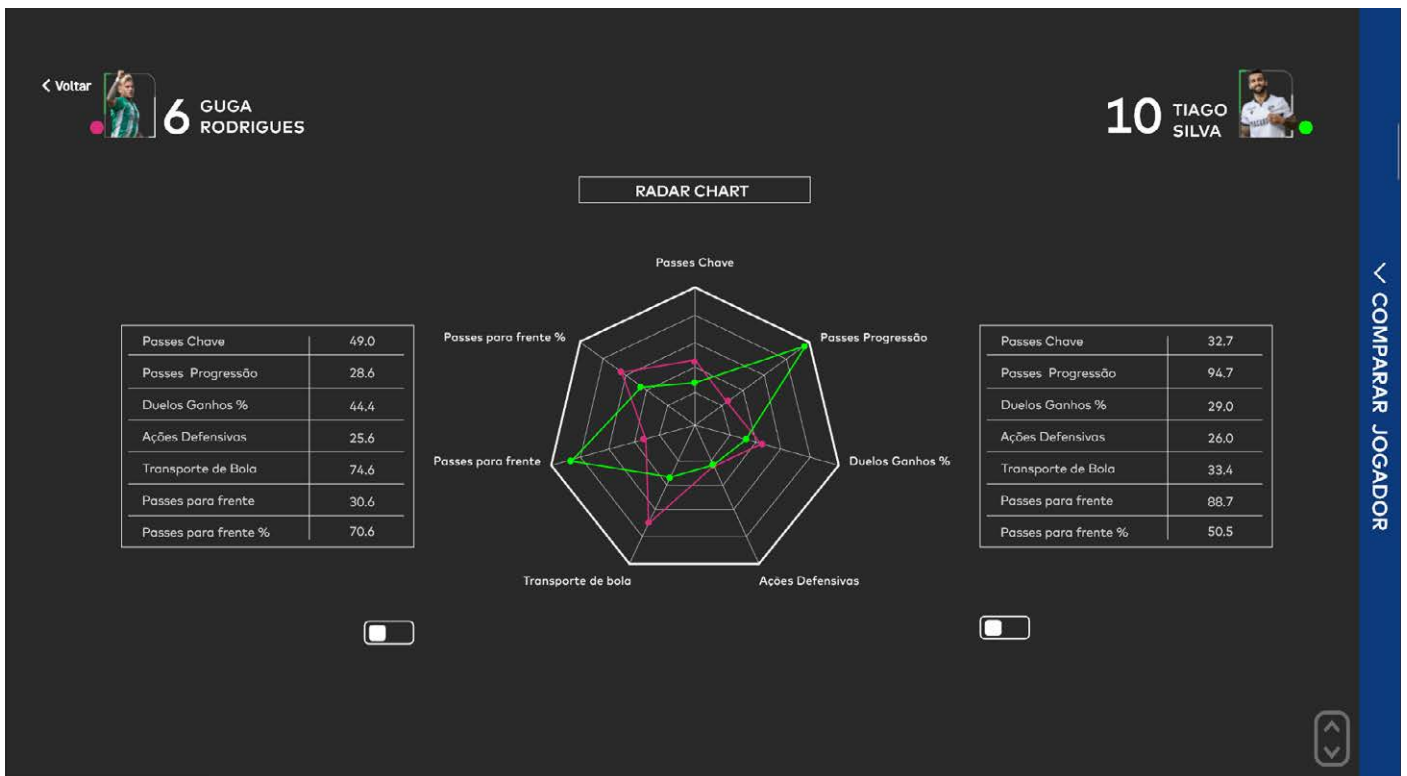 < Voltar
6 GUGA
RODRIGUES
10 TIAGO
SILVA
RADAR CHART
Passes Chave
Passes para frente %
Passes Progressão
Passes para frente
Duelos Ganhos %
Transporte de bola
Ações Defensivas
Passes Chave 49.0
Passes Progressão 28.6
Duelos Ganhos % 44.4
Ações Defensivas 25.6
Transporte de Bola 74.6
Passes para frente 30.6
Passes para frente % 70.6
Passes Chave 32.7
Passes Progressão 94.7
Duelos Ganhos % 29.0
Ações Defensivas 26.0
Transporte de Bola 33.4
Passes para frente 88.7
Passes para frente % 50.5
< COMPARAR JOGADOR